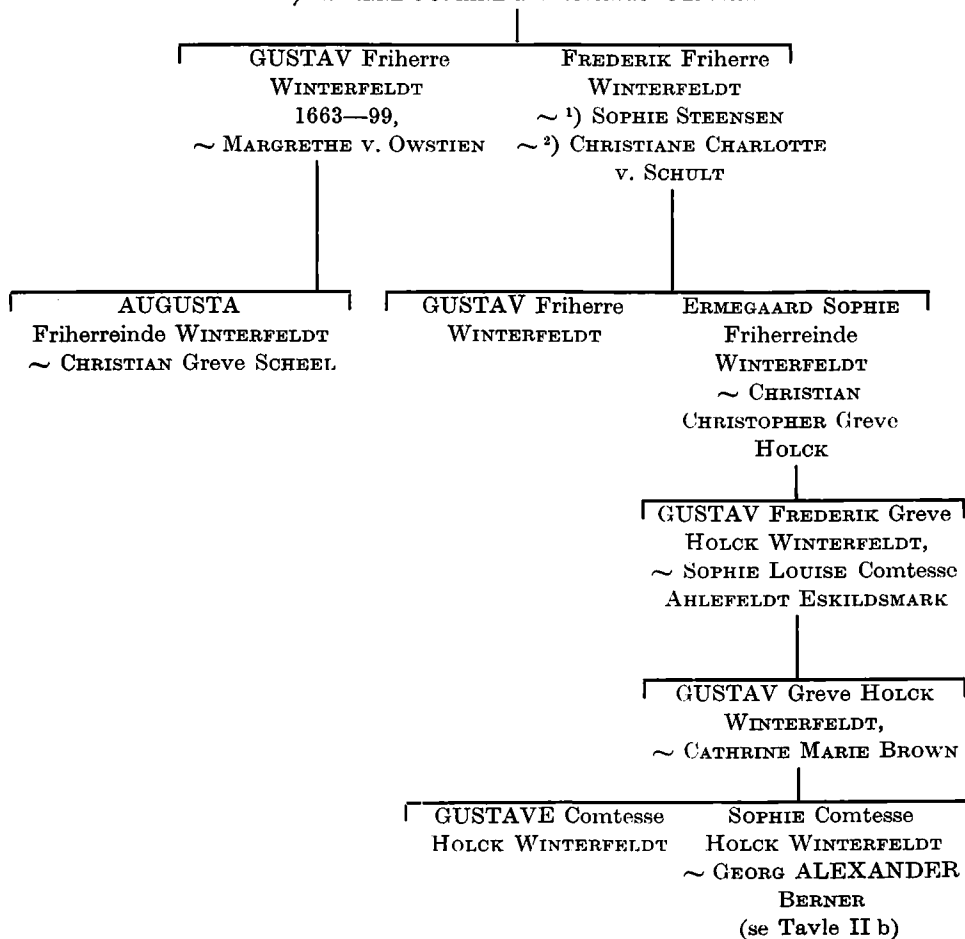 GUSTAV Friherre
WINTERFELDT
1663—99,
~ MARGRETHE V. OWSTIEN
FREDERIK Friherre
WINTERFELDT
~ ¹) SOPHIE STEENSEN
~ ²) CHRISTIANE CHARLOTTE
V. SCHULT
AUGUSTA
Friherreinde WINTERFELDT
~ CHRISTIAN Greve SCHEEL
GUSTAV Friherre
WINTERFELDT
ERMEGAARD SOPHIE
Friherreinde
WINTERFELDT
~ CHRISTIAN
CHRISTOPHER Greve
HOLCK
GUSTAV FREDERIK Greve
HOLCK WINTERFELDT,
~ SOPHIE LOUISE Comtesse
AHLEFELDT ESKILDSMARK
GUSTAV Greve HOLCK
WINTERFELDT,
~ CATHRINE MARIE BROWN
GUSTAVE Comtesse
HOLCK WINTERFELDT
SOPHIE Comtesse
HOLCK WINTERFELDT
~ GEORG ALEXANDER
BERNER
(se Tavle II b)